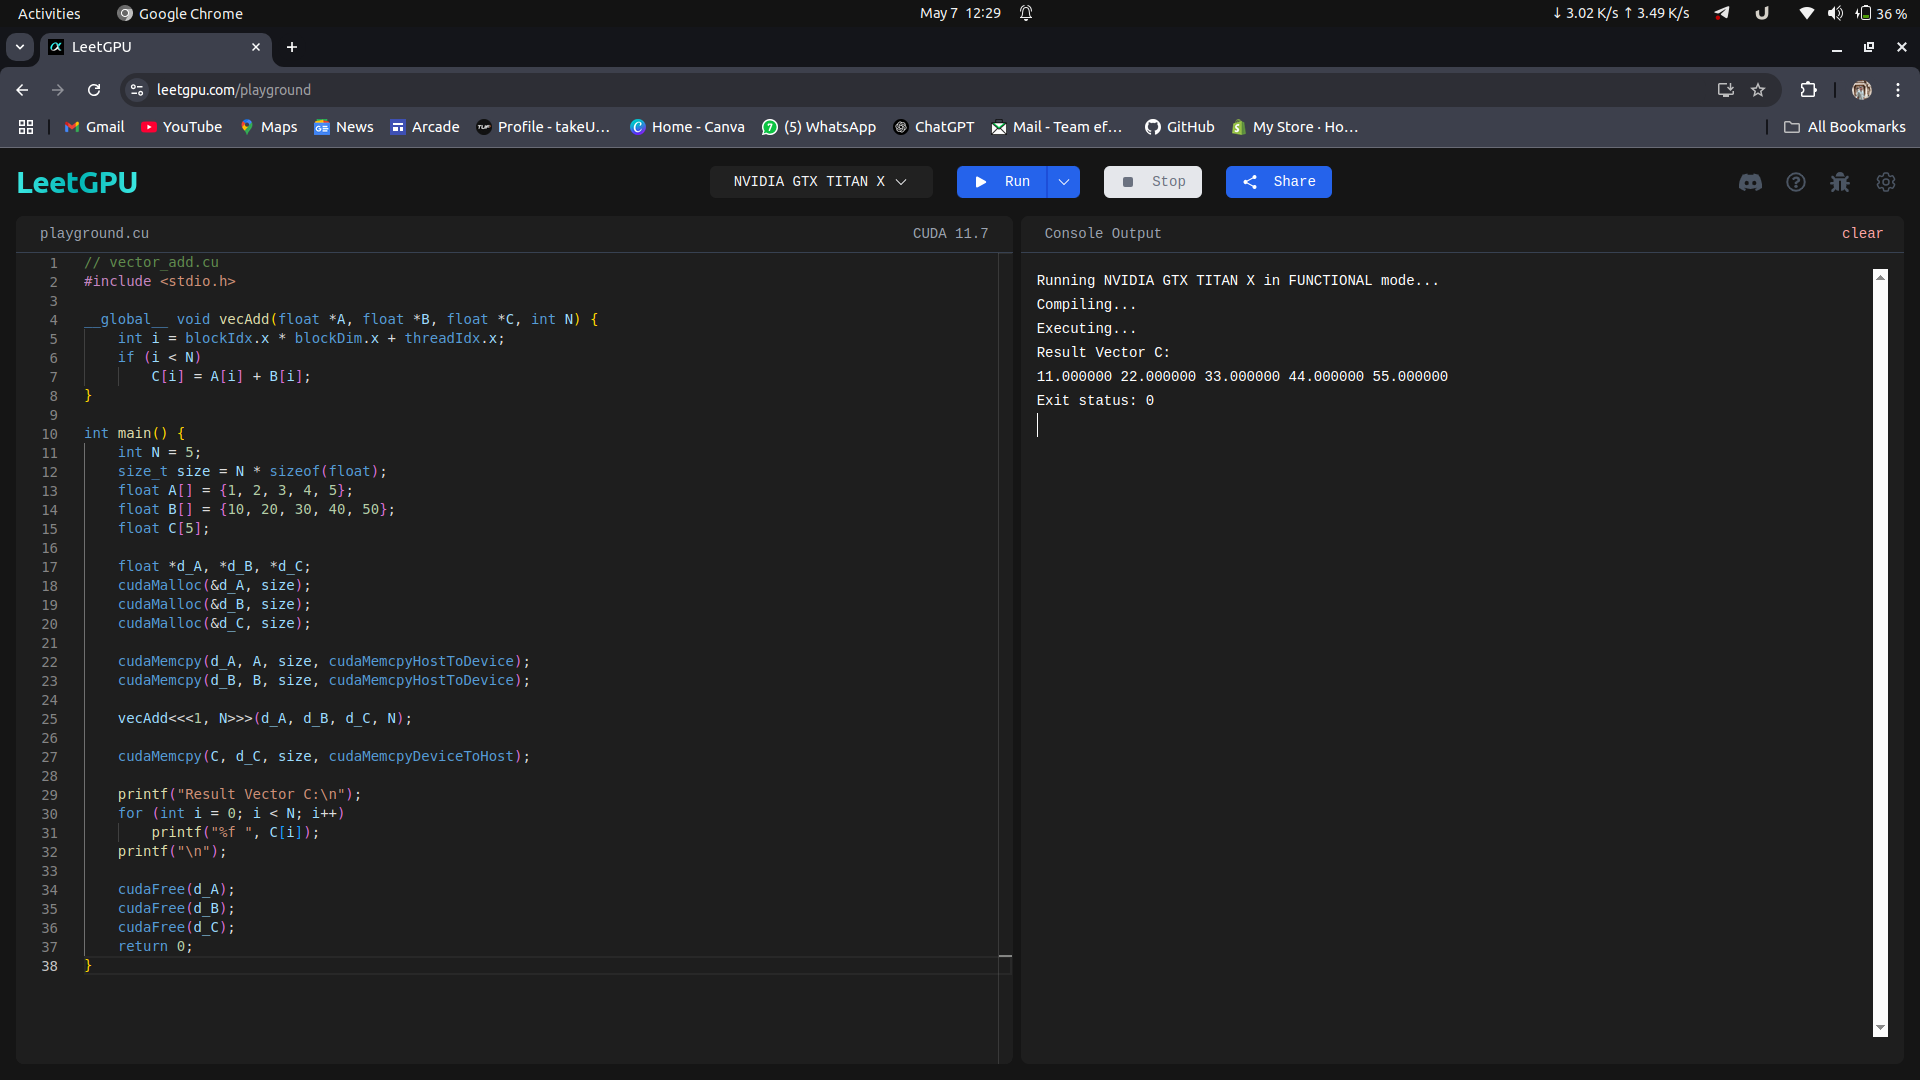 Activities Google Chrome May 7 12:29 ↓ 3.02 K/s ↑ 3.49 K/s 36 %
LeetGPU
leetgpu.com/playground
Gmail YouTube Maps News Arcade Profile - takeU... Home - Canva (5) WhatsApp ChatGPT Mail - Team ef... GitHub My Store · Ho... All Bookmarks
LeetGPU NVIDIA GTX TITAN X Run Stop Share
playground.cu CUDA 11.7
1 // vector_add.cu
2 #include <stdio.h>
3
4 __global__ void vecAdd(float *A, float *B, float *C, int N) {
5     int i = blockIdx.x * blockDim.x + threadIdx.x;
6     if (i < N)
7         C[i] = A[i] + B[i];
8 }
9
10 int main() {
11     int N = 5;
12     size_t size = N * sizeof(float);
13     float A[] = {1, 2, 3, 4, 5};
14     float B[] = {10, 20, 30, 40, 50};
15     float C[5];
16
17     float *d_A, *d_B, *d_C;
18     cudaMalloc(&d_A, size);
19     cudaMalloc(&d_B, size);
20     cudaMalloc(&d_C, size);
21
22     cudaMemcpy(d_A, A, size, cudaMemcpyHostToDevice);
23     cudaMemcpy(d_B, B, size, cudaMemcpyHostToDevice);
24
25     vecAdd<<<1, N>>>(d_A, d_B, d_C, N);
26
27     cudaMemcpy(C, d_C, size, cudaMemcpyDeviceToHost);
28
29     printf("Result Vector C:\n");
30     for (int i = 0; i < N; i++)
31         printf("%f ", C[i]);
32     printf("\n");
33
34     cudaFree(d_A);
35     cudaFree(d_B);
36     cudaFree(d_C);
37     return 0;
38 }
Console Output clear
Running NVIDIA GTX TITAN X in FUNCTIONAL mode...
Compiling...
Executing...
Result Vector C:
11.000000 22.000000 33.000000 44.000000 55.000000
Exit status: 0